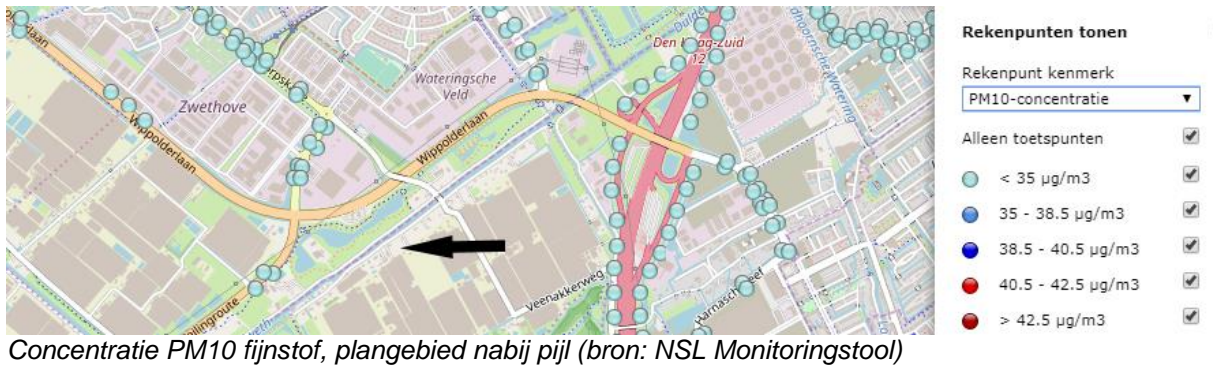 Zwethove
Wateringsche
Veld
Wippolderlaan
Wippolderlaan
Den Haag-Zuid
12
Veenakkerweg
Rekenpunten tonen
Rekenpunt kenmerk
PM10-concentratie
Alleen toetspunten
< 35 µg/m3
35 - 38.5 µg/m3
38.5 - 40.5 µg/m3
40.5 - 42.5 µg/m3
> 42.5 µg/m3
Concentratie PM10 fijnstof, plangebied nabij pijl (bron: NSL Monitoringstool)